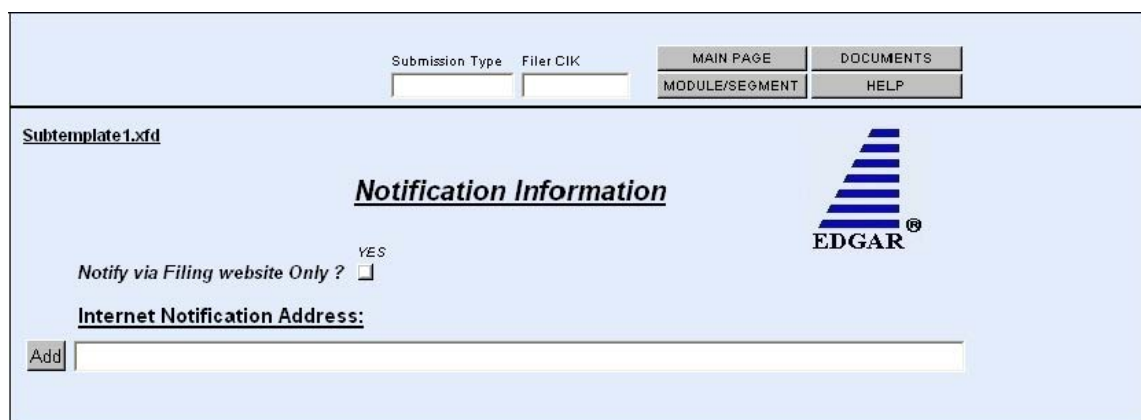 Submission Type Filer CIK
MAIN PAGE DOCUMENTS
MODULE/SEGMENT HELP
Subtemplate1.xfd
Notification Information
EDGAR ®
YES
Notify via Filing website Only ?
Internet Notification Address:
Add